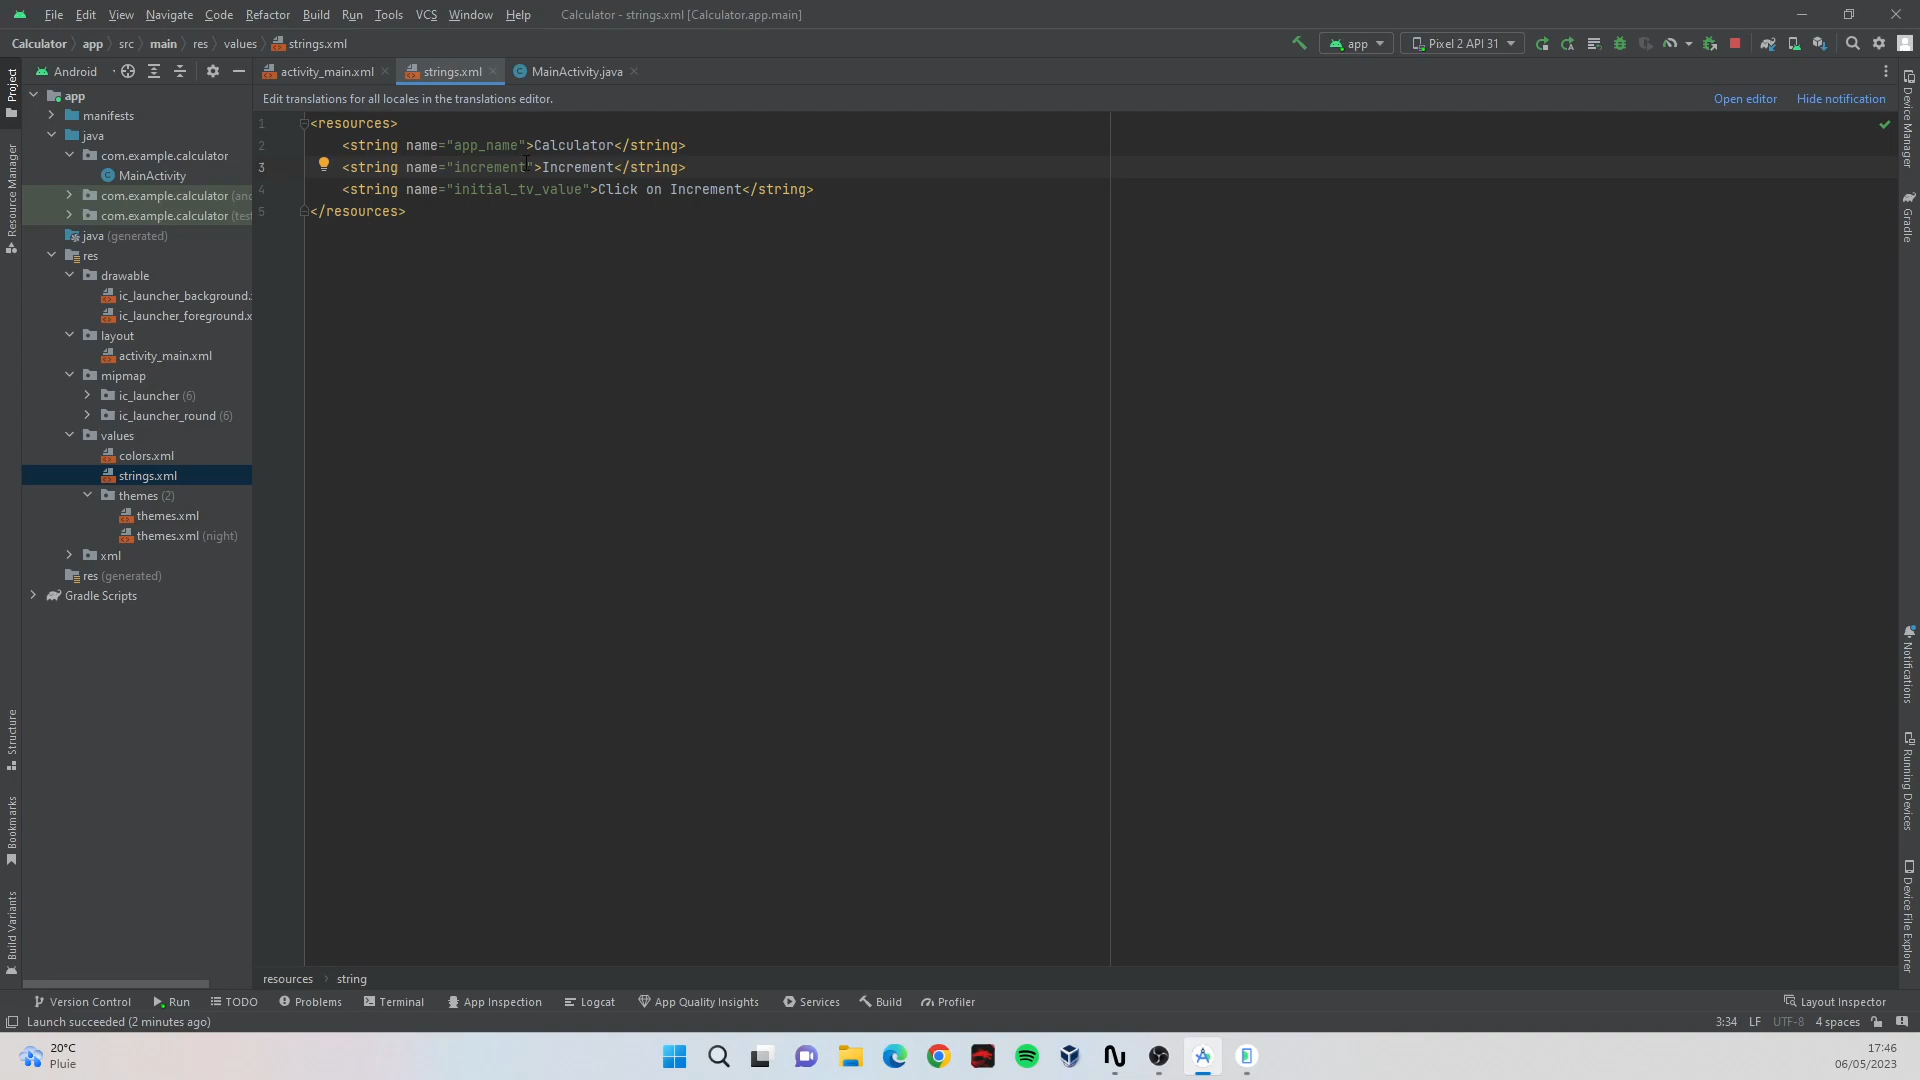 File Edit View Navigate Code Refactor Build Run Tools VCS Window Help Calculator - strings.xml [Calculator.app.main]
Calculator app src main res values strings.xml app Pixel 2 API 31
Project Android activity_main.xml strings.xml MainActivity.java
Edit translations for all locales in the translations editor. Open editor Hide notification
app
manifests
java
com.example.calculator
MainActivity
com.example.calculator (and
com.example.calculator (test
java (generated)
res
drawable
ic_launcher_background.
ic_launcher_foreground.x
layout
activity_main.xml
mipmap
ic_launcher (6)
ic_launcher_round (6)
values
colors.xml
strings.xml
themes (2)
themes.xml
themes.xml (night)
xml
res (generated)
Gradle Scripts
1 <resources>
2 <string name="app_name">Calculator</string>
3 <string name="increment">Increment</string>
4 <string name="initial_tv_value">Click on Increment</string>
5 </resources>
Resource Manager
Structure
Bookmarks
Build Variants
Device Manager
Gradle
Notifications
Running Devices
Device File Explorer
resources string
Version Control Run TODO Problems Terminal App Inspection Logcat App Quality Insights Services Build Profiler Layout Inspector
Launch succeeded (2 minutes ago) 3:34 LF UTF-8 4 spaces
20°C
Pluie
17:46
06/05/2023